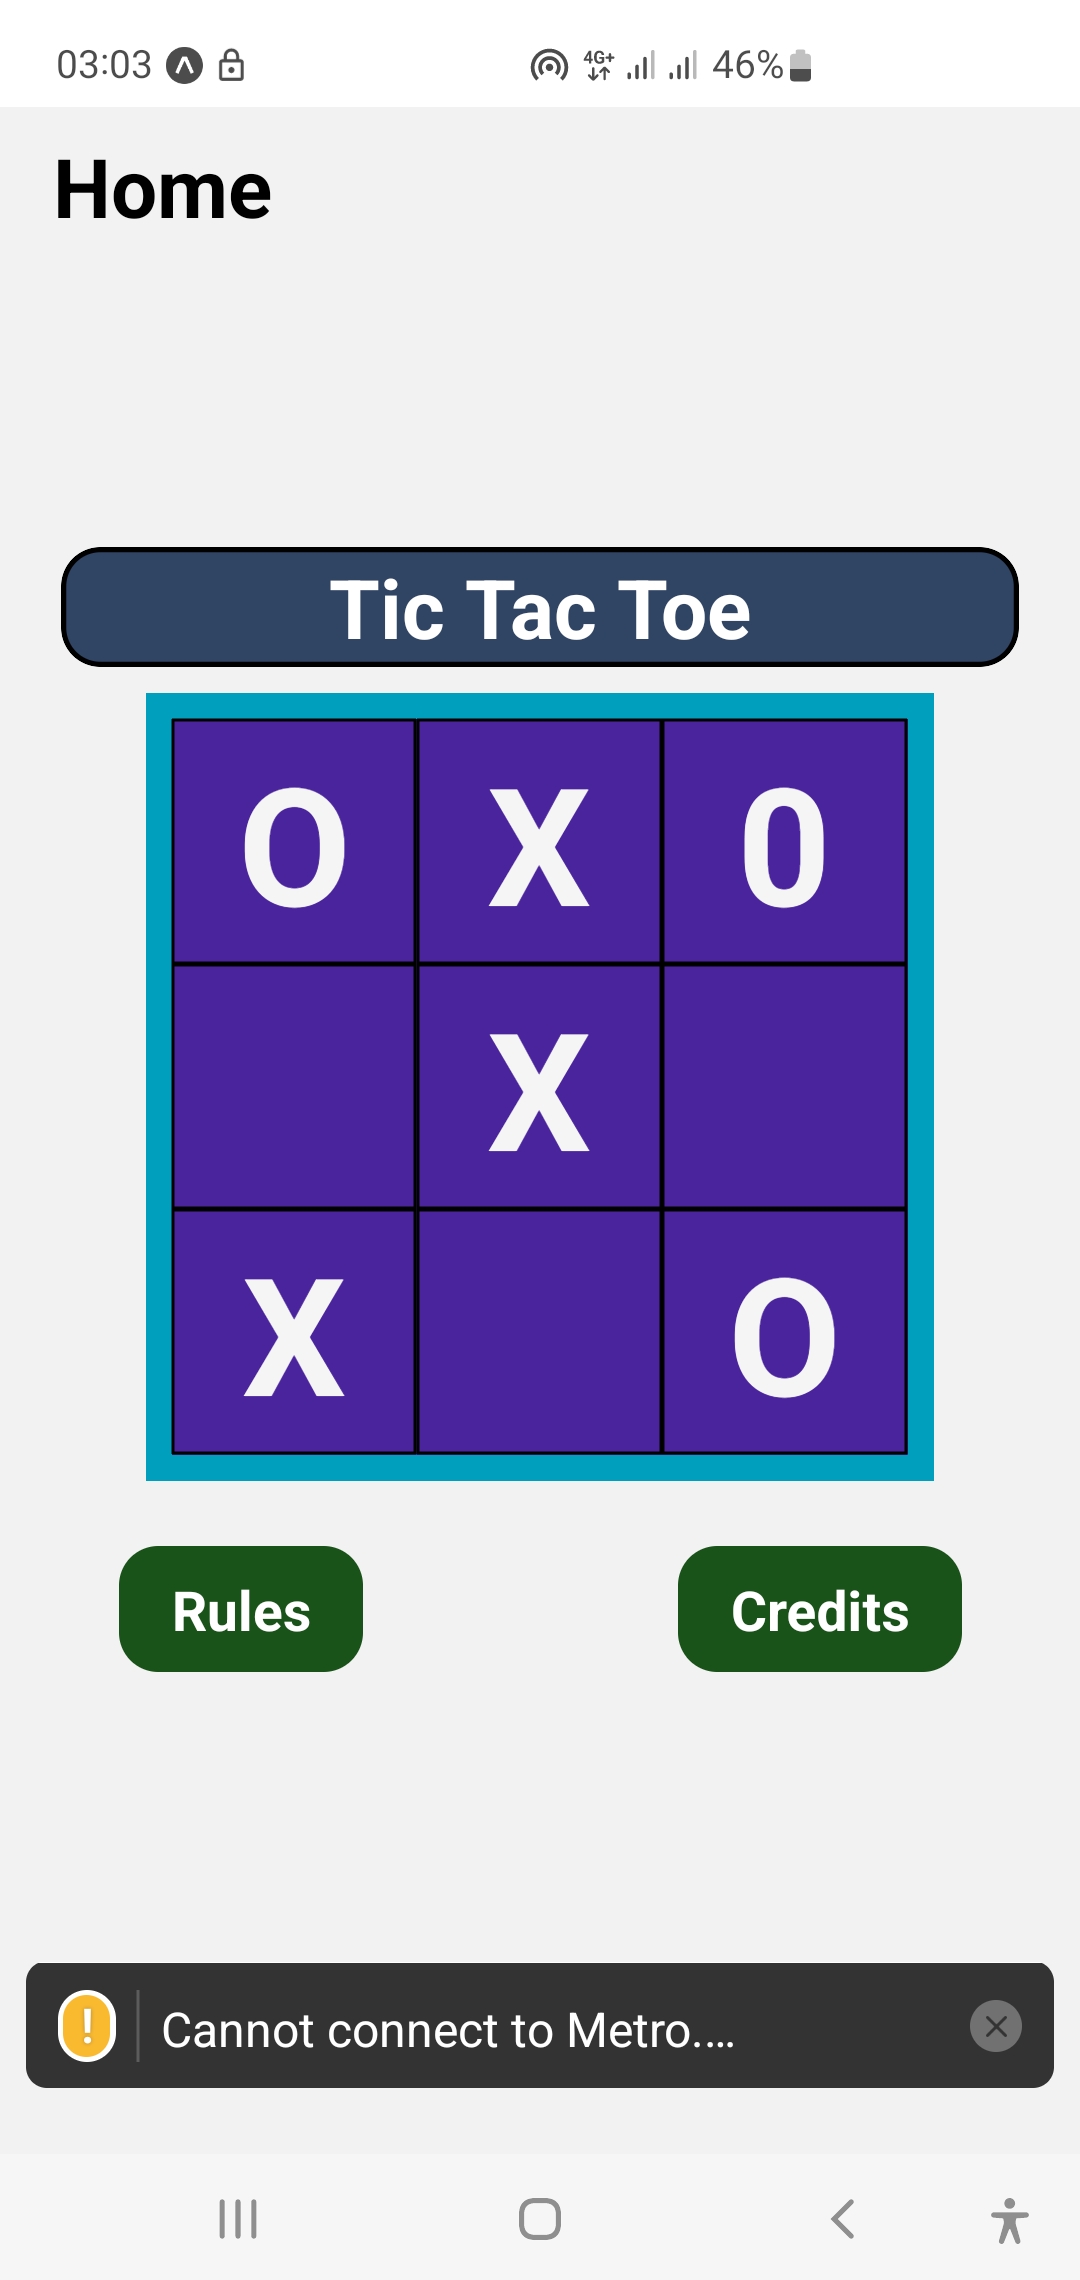 03:03 4G+ 46%
Home
Tic Tac Toe
O X 0
X
X O
Rules Credits
! Cannot connect to Metro....